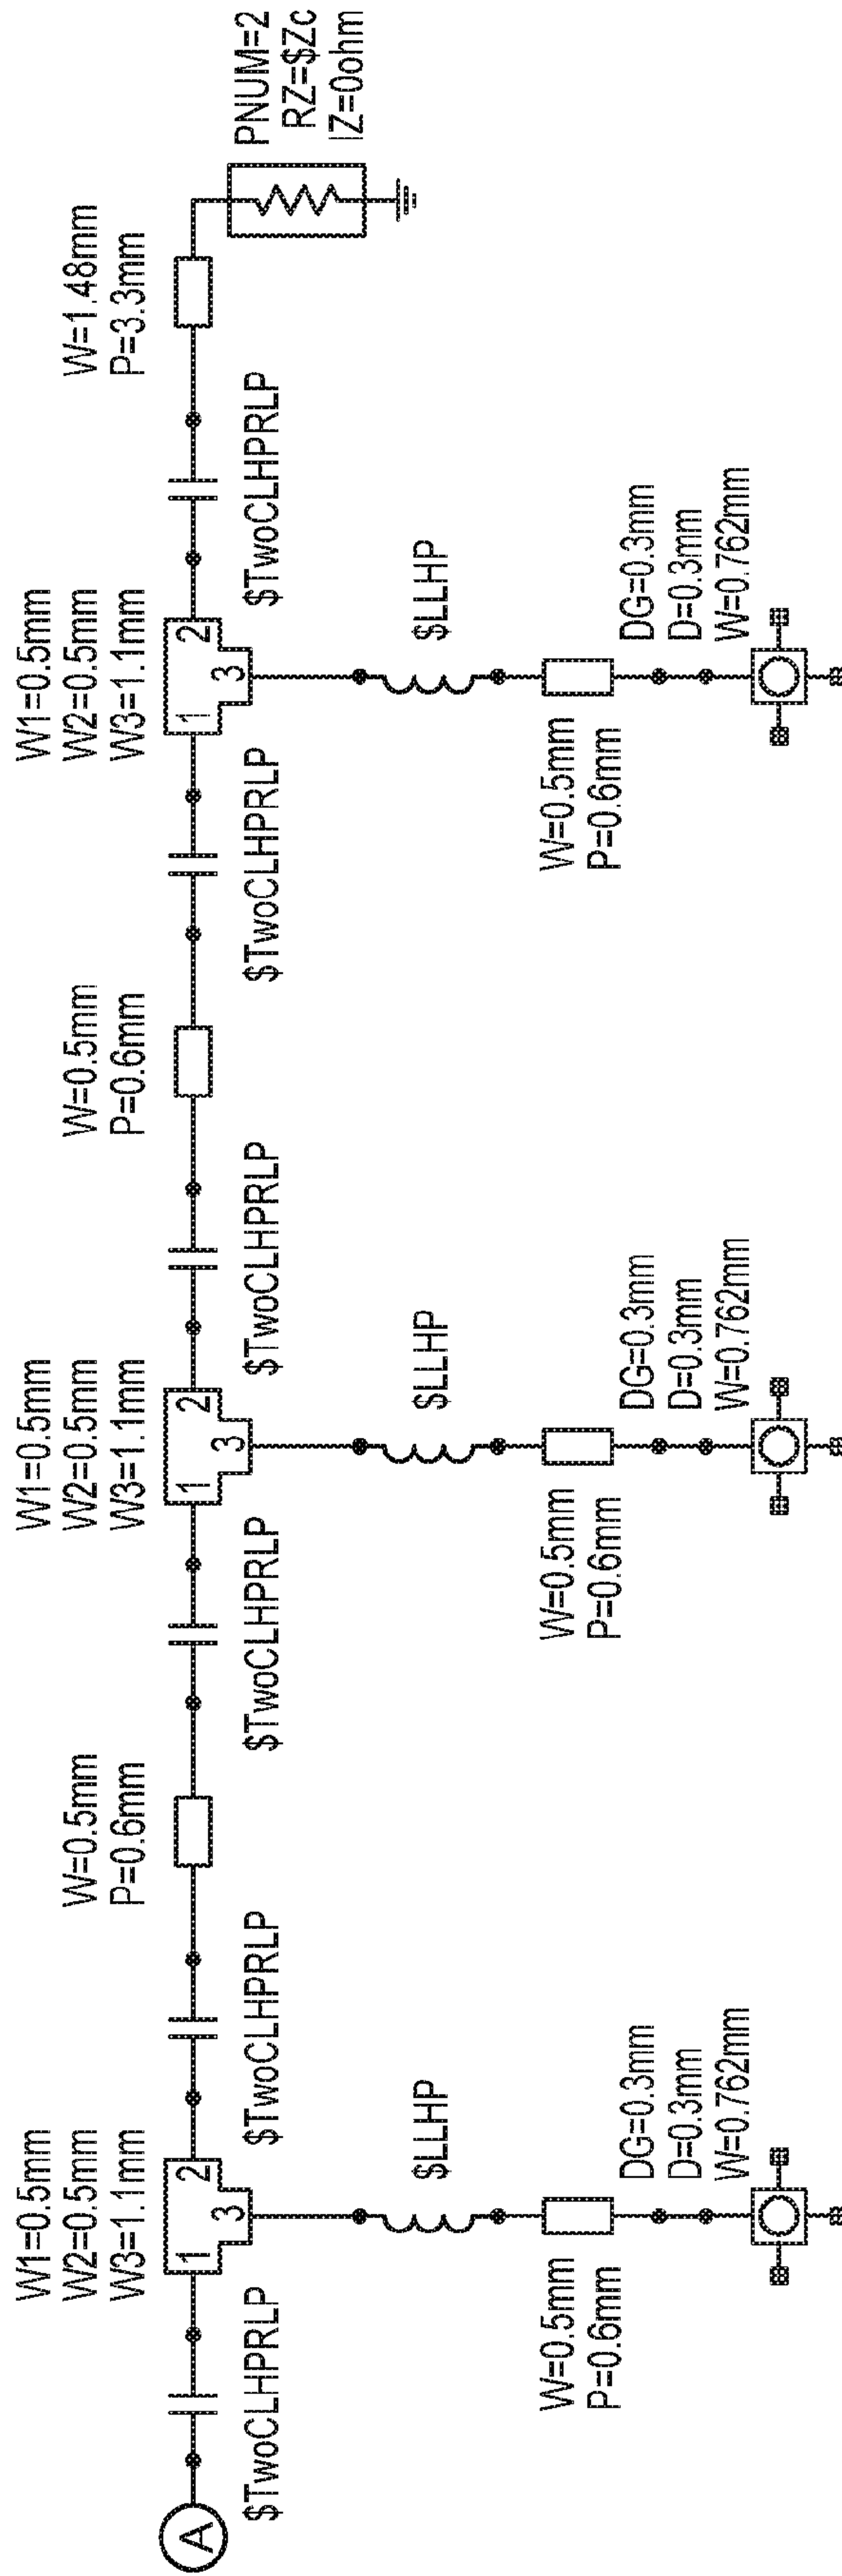 A
$TwoCLHPRLP
W1=0.5mm
W2=0.5mm
W3=1.1mm
1
2
3
$TwoCLHPRLP
$LLHP
W=0.5mm
P=0.6mm
DG=0.3mm
D=0.3mm
W=0.762mm
W=0.5mm
P=0.6mm
$TwoCLHPRLP
W1=0.5mm
W2=0.5mm
W3=1.1mm
1
2
3
$TwoCLHPRLP
$LLHP
W=0.5mm
P=0.6mm
DG=0.3mm
D=0.3mm
W=0.762mm
W=0.5mm
P=0.6mm
$TwoCLHPRLP
W1=0.5mm
W2=0.5mm
W3=1.1mm
1
2
3
$TwoCLHPRLP
$LLHP
W=0.5mm
P=0.6mm
DG=0.3mm
D=0.3mm
W=0.762mm
W=1.48mm
P=3.3mm
PNUM=2
RZ=$Zc
IZ=0ohm